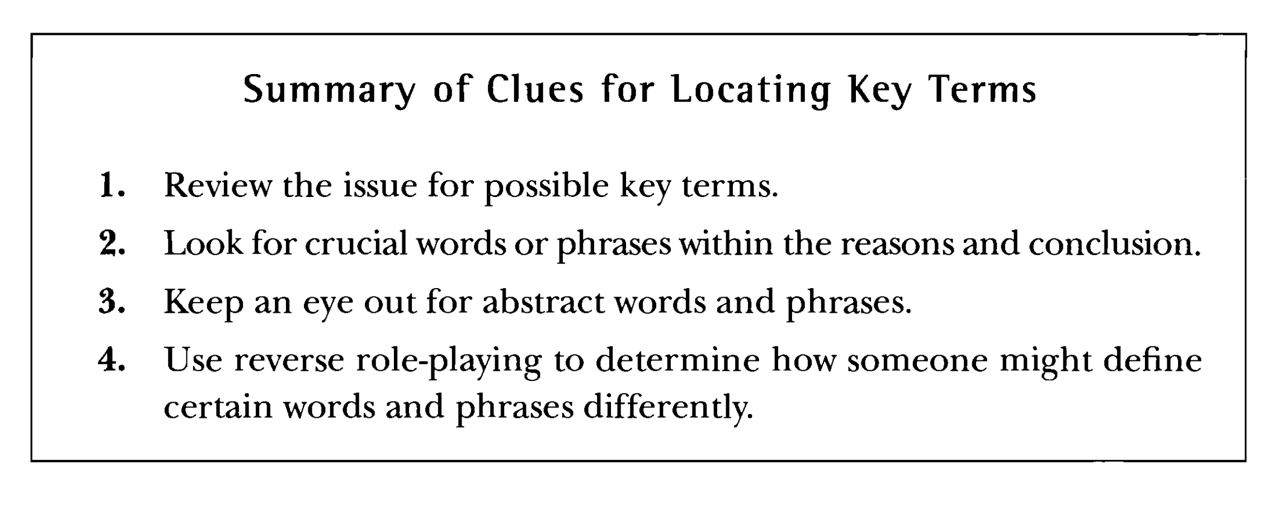 Summary of Clues for Locating Key Terms
1. Review the issue for possible key terms.
2. Look for crucial words or phrases within the reasons and conclusion.
3. Keep an eye out for abstract words and phrases.
4. Use reverse role-playing to determine how someone might define
certain words and phrases differently.